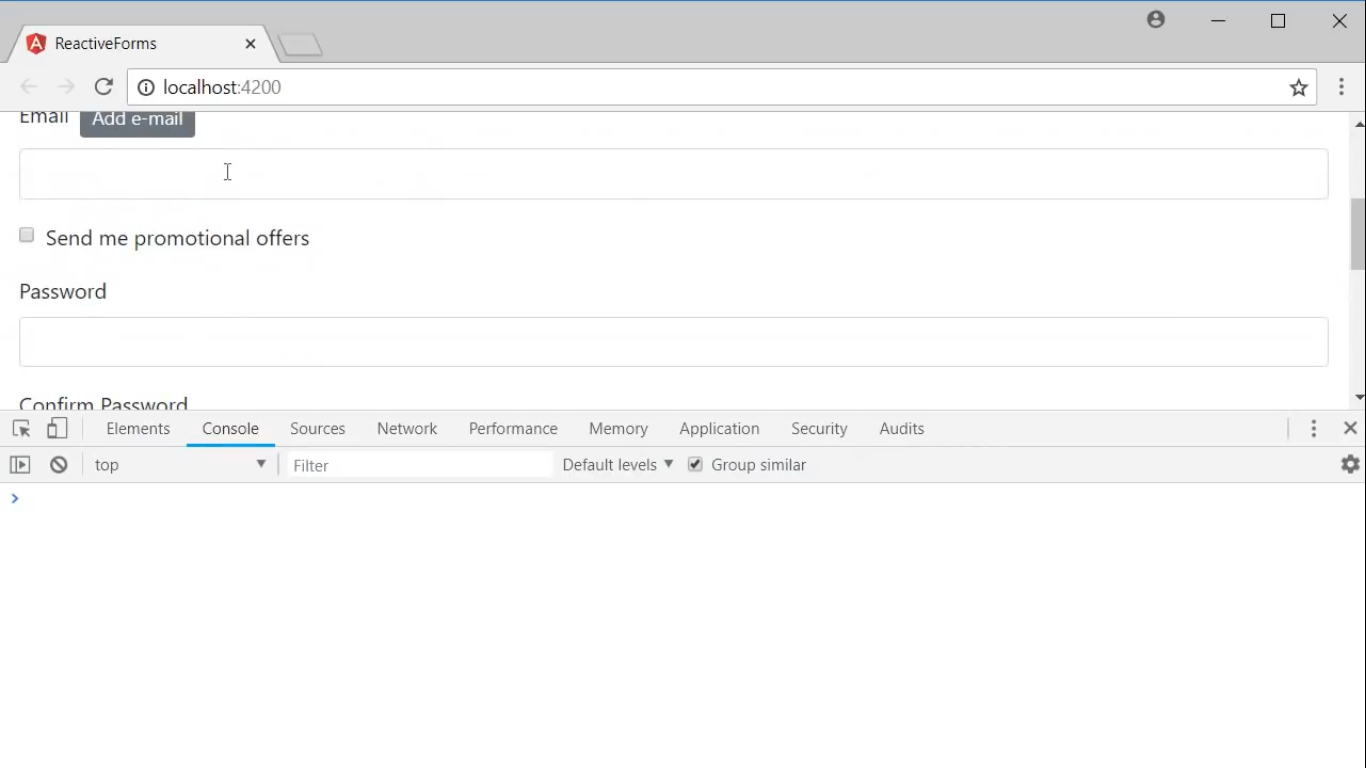 ReactiveForms
localhost:4200
Email Add e-mail
Send me promotional offers
Password
Confirm Password
Elements Console Sources Network Performance Memory Application Security Audits
top Filter Default levels Group similar